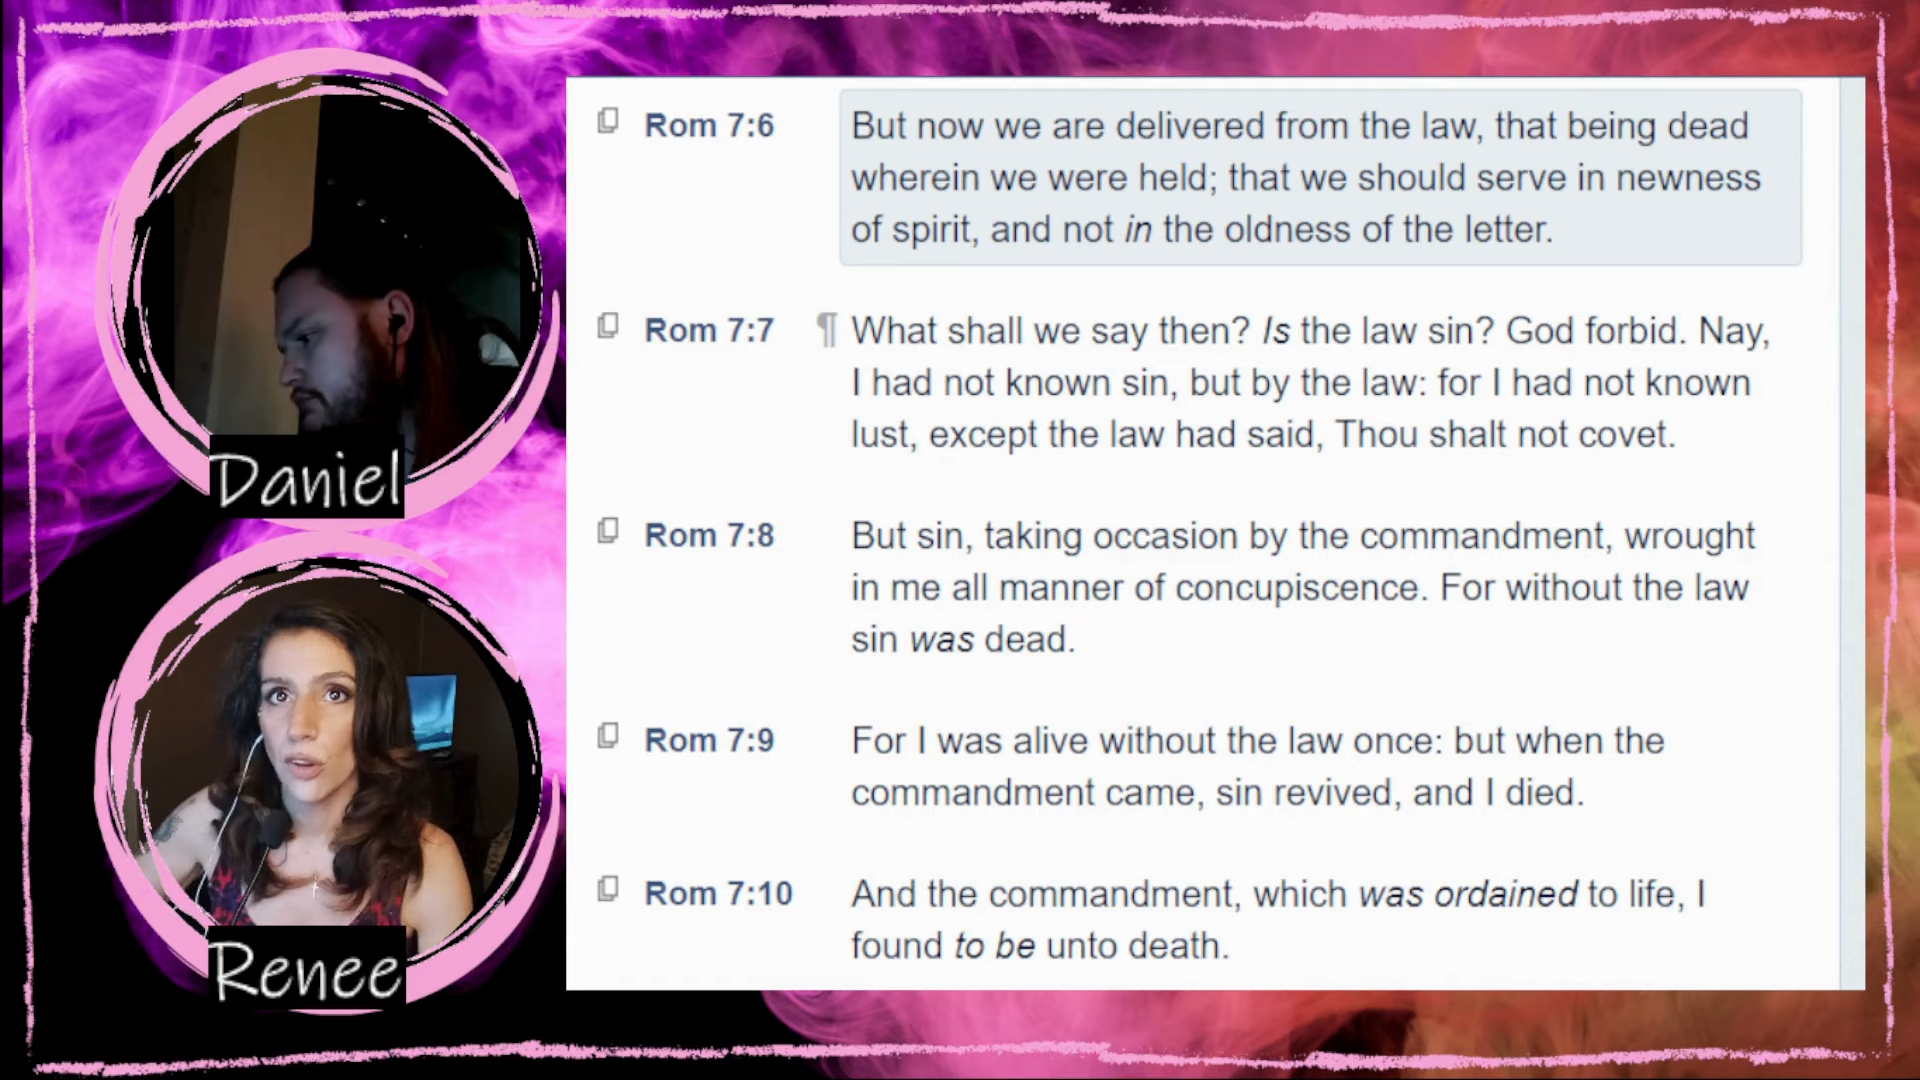 Daniel
Renee
Rom 7:6 But now we are delivered from the law, that being dead
wherein we were held; that we should serve in newness
of spirit, and not in the oldness of the letter.
Rom 7:7 ¶ What shall we say then? Is the law sin? God forbid. Nay,
I had not known sin, but by the law: for I had not known
lust, except the law had said, Thou shalt not covet.
Rom 7:8 But sin, taking occasion by the commandment, wrought
in me all manner of concupiscence. For without the law
sin was dead.
Rom 7:9 For I was alive without the law once: but when the
commandment came, sin revived, and I died.
Rom 7:10 And the commandment, which was ordained to life, I
found to be unto death.